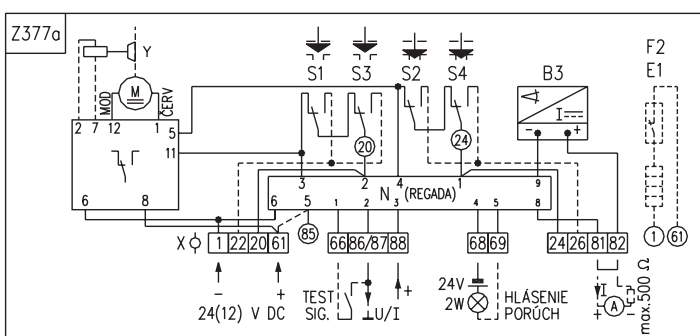 Z377a
Y
M
MOD
ČERV
2 7 12 1
5
11
6 8
S1 S3 S2 S4
20
24
B3
I
- +
F2
E1
1 61
3 2 4 1 9
N (REGADA)
6 5 1 2 3 4 5 8
X
1 22 20 61
85
66 86/87 88
68 69
24 26 81 82
- +
24(12) V DC
TEST
SIG.
U/I
+
24V
2W
HLÁSENIE
PORÚCH
I
A
+ -
max.500 Ω